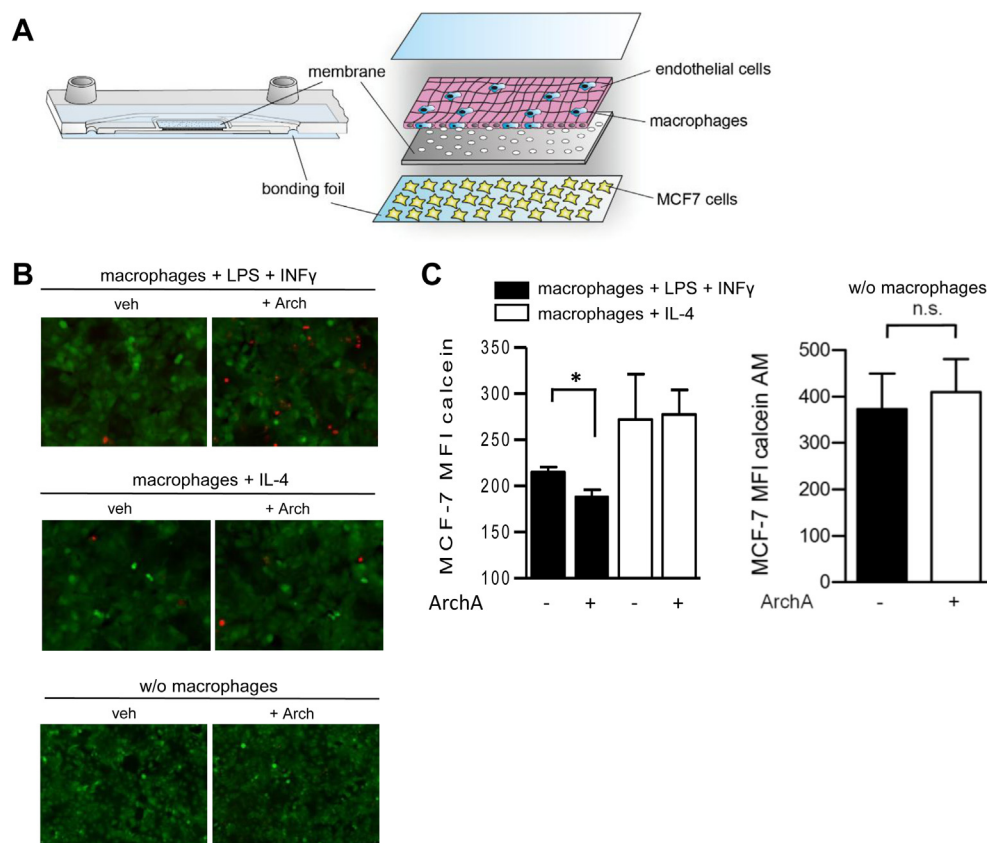 A
membrane
endothelial cells
macrophages
bonding foil
MCF7 cells
B
macrophages + LPS + INFγ
veh
+ Arch
macrophages + IL-4
veh
+ Arch
w/o macrophages
veh
+ Arch
C
macrophages + LPS + INFγ
macrophages + IL-4
MCF-7 MFI calcein
350
300
250
200
150
100
*
ArchA
-
+
-
+
w/o macrophages
n.s.
MCF-7 MFI calcein AM
500
400
300
200
100
0
ArchA
-
+